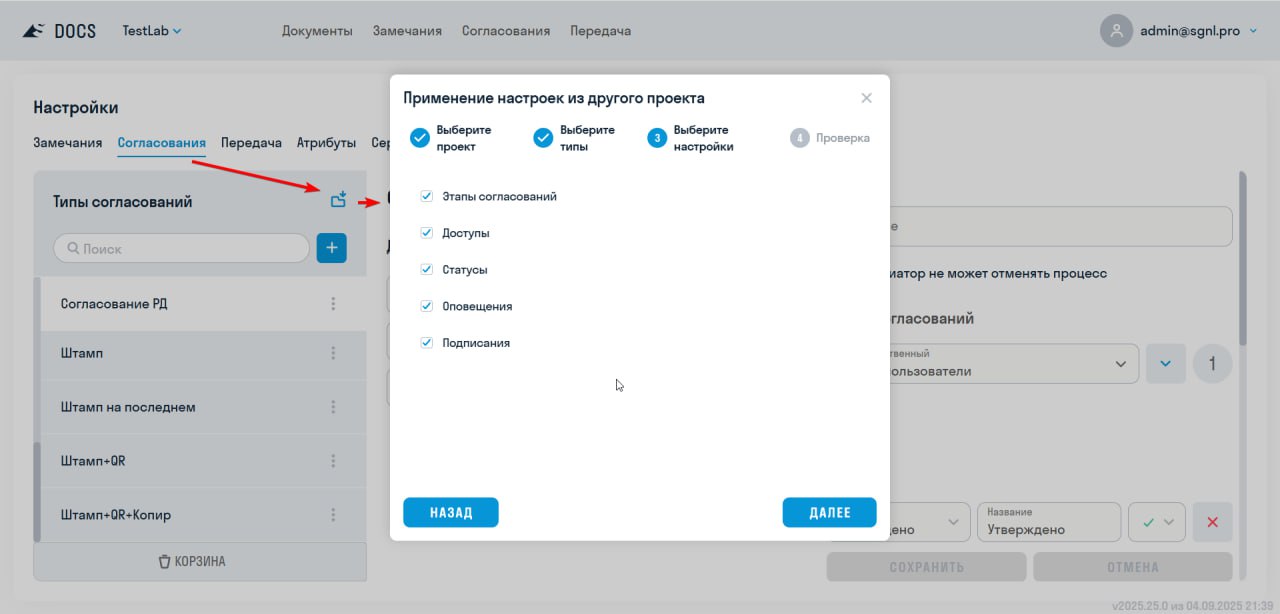 DOCS
TestLab
Документы
Замечания
Согласования
Передача
admin@sgnl.pro
Настройки
Замечания
Согласования
Передача
Атрибуты
Сер
Типы согласований
Поиск
+
Согласование РД
Штамп
Штамп на последнем
Штамп+QR
Штамп+QR+Копир
КОРЗИНА
Применение настроек из другого проекта
Выберите
проект
Выберите
типы
3
Выберите
настройки
4
Проверка
Этапы согласований
Доступы
Статусы
Оповещения
Подписания
НАЗАД
ДАЛЕЕ
е
иатор не может отменять процесс
гласований
твенный
ользователи
1
ено
Название
Утверждено
СОХРАНИТЬ
ОТМЕНА
v2025.25.0 из 04.09.2025 21:39